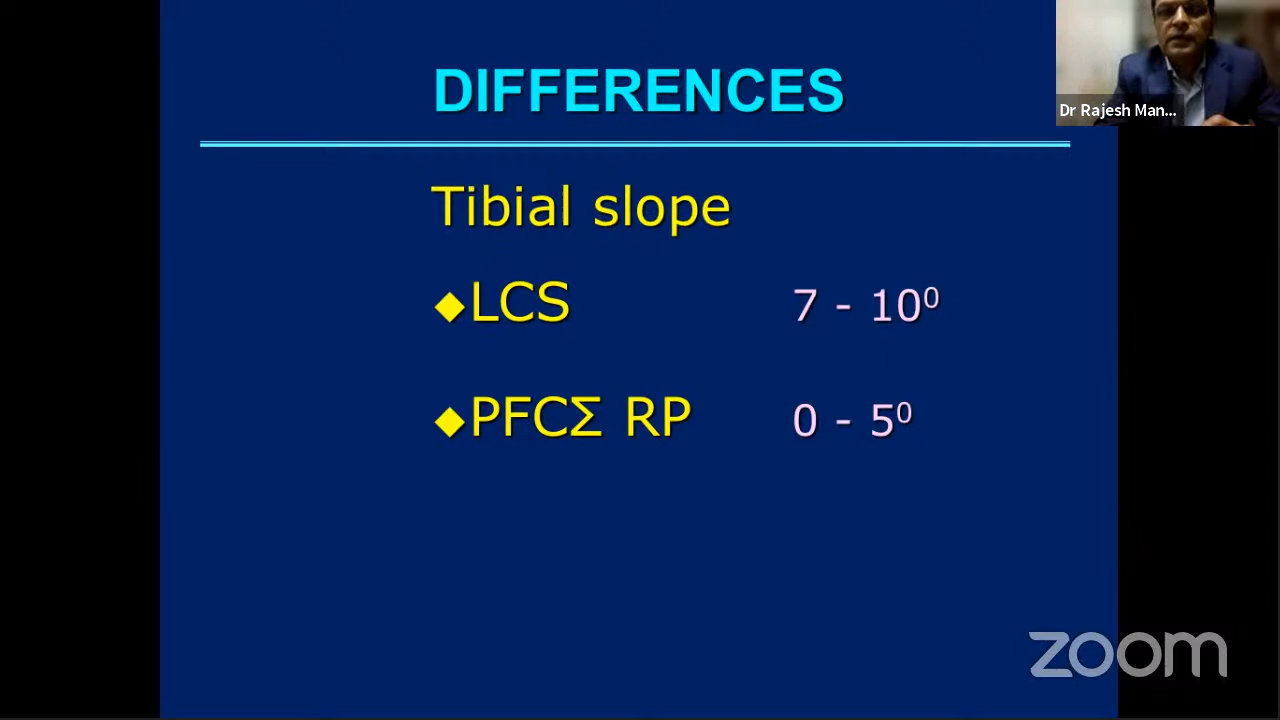 DIFFERENCES
Dr Rajesh Man...
Tibial slope
◆LCS 7 - 10⁰
◆PFCΣ RP 0 - 5⁰
zoom